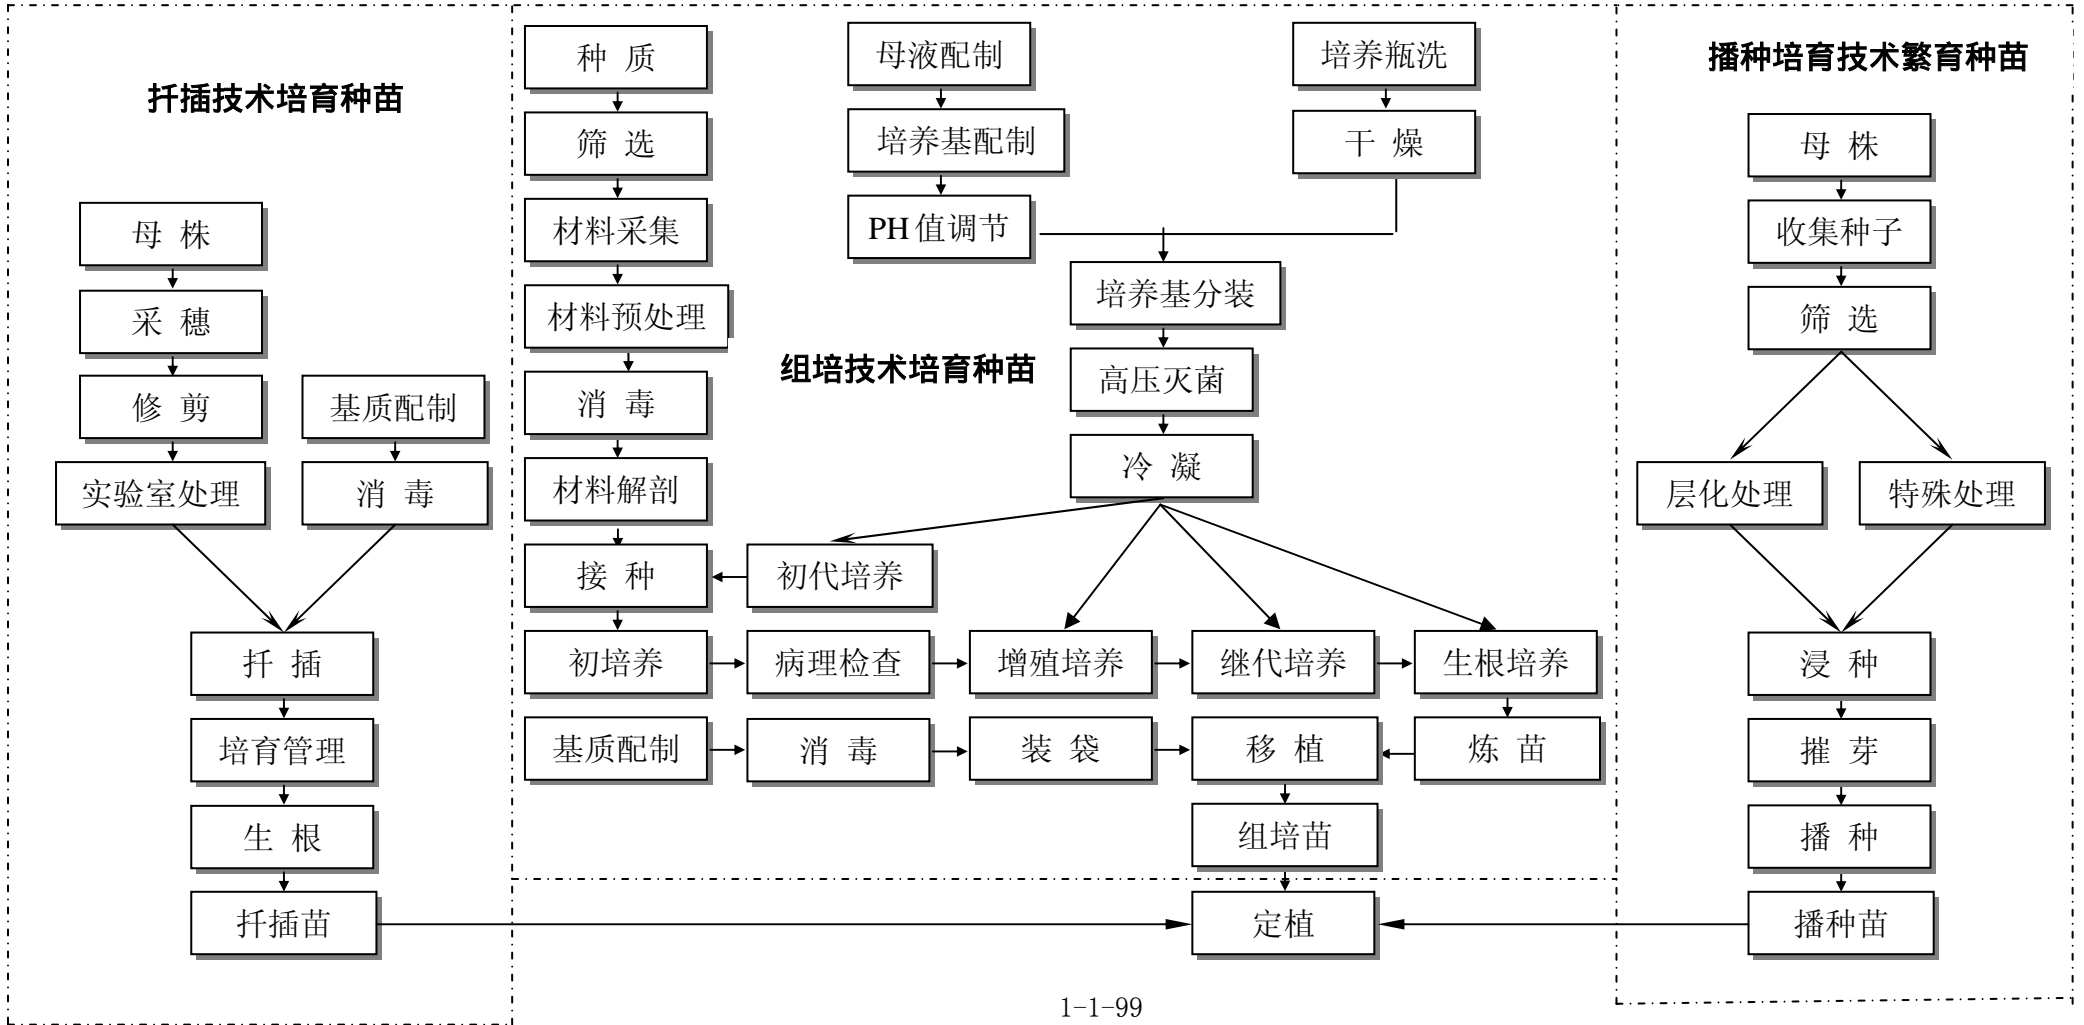 扦插技术培育种苗
母 株
采 穗
修 剪
实验室处理
基质配制
消 毒
扦 插
培育管理
生 根
扦插苗
组培技术培育种苗
种 质
筛 选
材料采集
材料预处理
消 毒
材料解剖
接 种
初代培养
母液配制
培养基配制
PH值调节
培养瓶洗
干 燥
培养基分装
高压灭菌
冷 凝
初培养
病理检查
增殖培养
继代培养
生根培养
基质配制
消 毒
装 袋
移 植
炼 苗
组培苗
定植
播种培育技术繁育种苗
母 株
收集种子
筛 选
层化处理
特殊处理
浸 种
摧 芽
播 种
播种苗
1-1-99